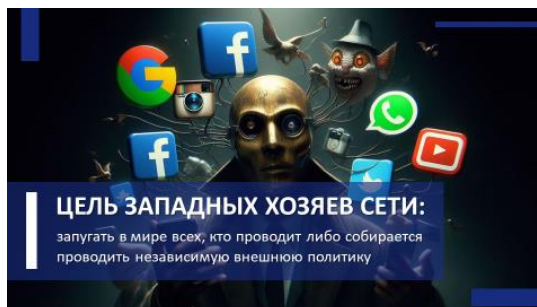 ЦЕЛЬ ЗАПАДНЫХ ХОЗЯЕВ СЕТИ:
запугать в мире всех, кто проводит либо собирается
проводить независимую внешнюю политику